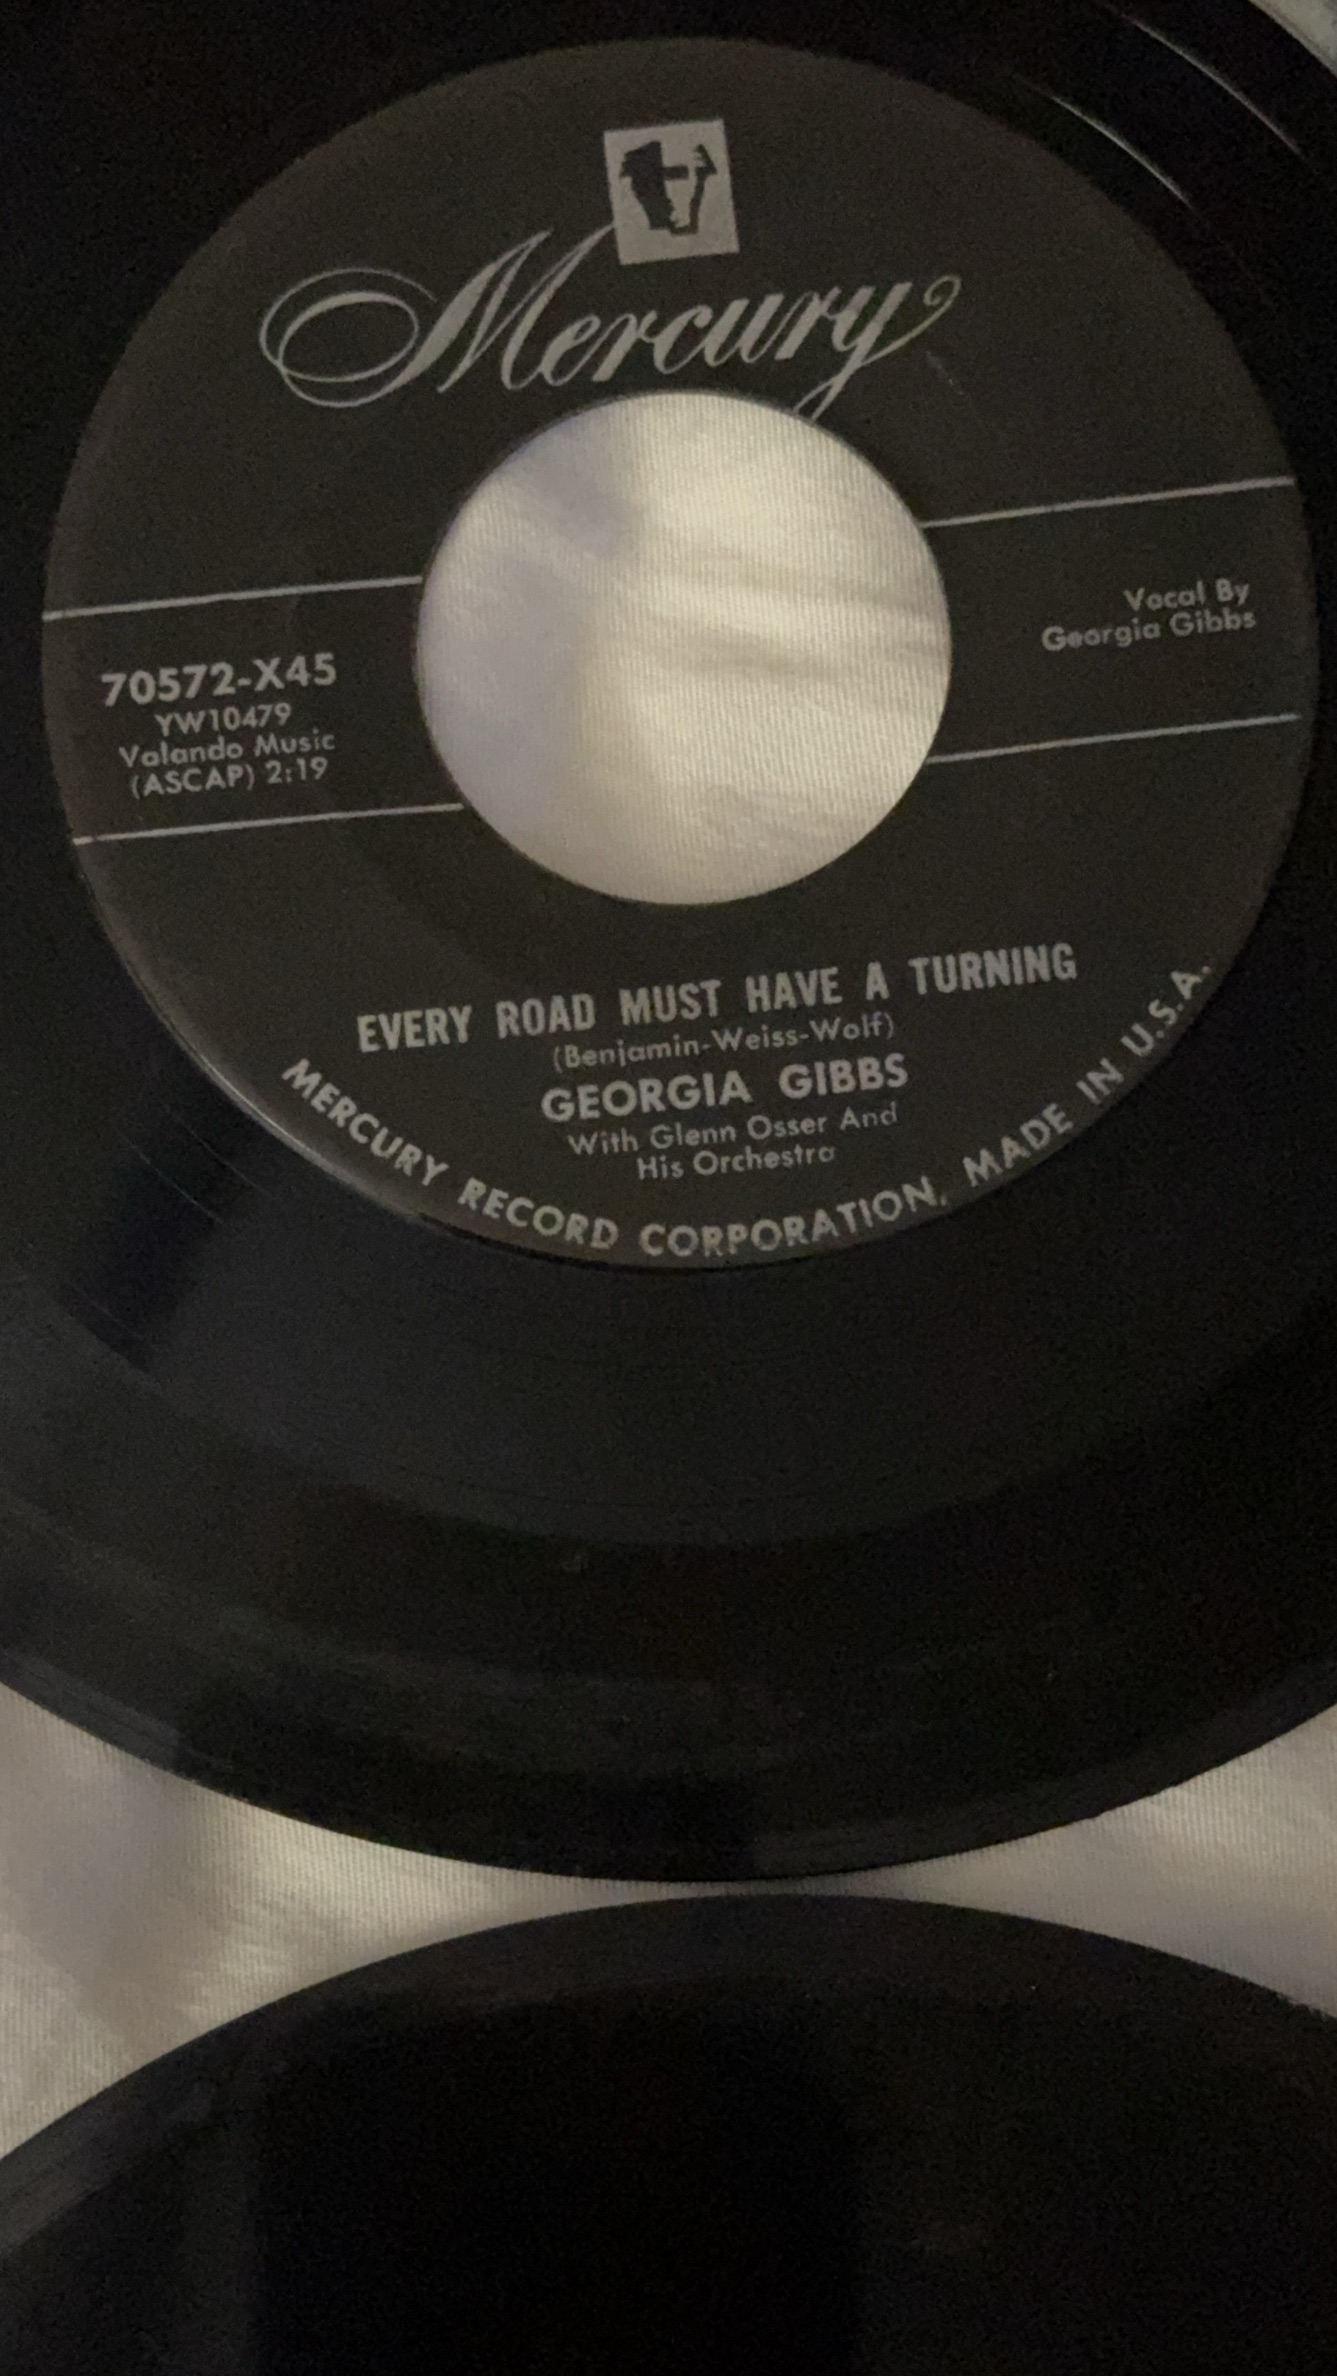 Mercury
Vocal By
Georgia Gibbs
70572-X45
YW10479
Valando Music
(ASCAP) 2:19
EVERY ROAD MUST HAVE A TURNING
(Benjamin-Weiss-Wolf)
GEORGIA GIBBS
With Glenn Osser And
His Orchestra
MERCURY RECORD CORPORATION, MADE IN U.S.A.